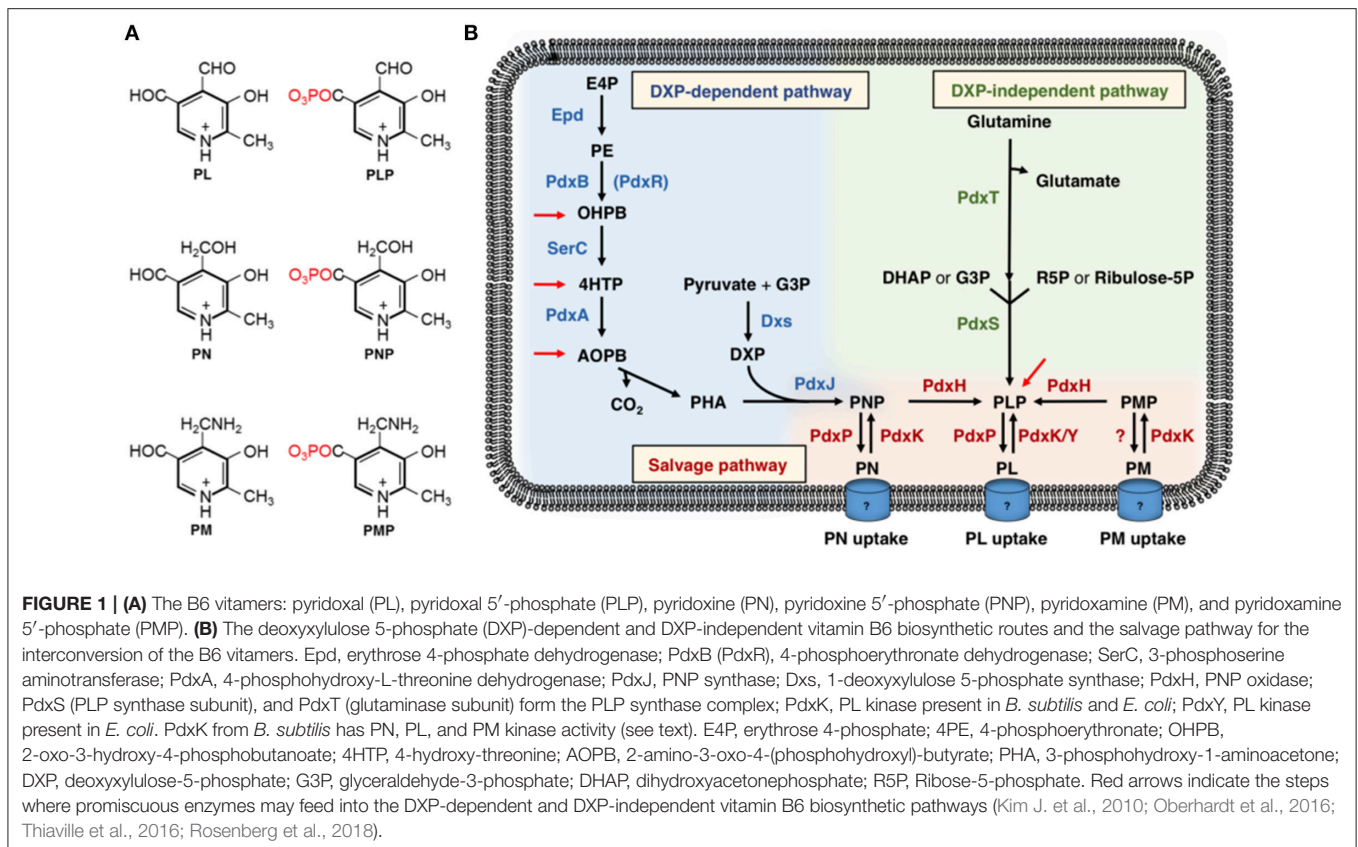 A
CHO
HOC
OH
+
N
H
CH3
PL
CHO
O3POC
OH
+
N
H
CH3
PLP
H2COH
HOC
OH
+
N
H
CH3
PN
H2COH
O3POC
OH
+
N
H
CH3
PNP
H2CNH2
HOC
OH
+
N
H
CH3
PM
H2CNH2
O3POC
OH
+
N
H
CH3
PMP
B
E4P
DXP-dependent pathway
Epd
PE
PdxB (PdxR)
OHPB
SerC
4HTP
Pyruvate + G3P
PdxA
Dxs
AOPB
DXP
CO2
PHA
PdxJ
DXP-independent pathway
Glutamine
Glutamate
PdxT
DHAP or G3P
R5P or Ribulose-5P
PdxS
PNP
PdxH
PLP
PdxH
PMP
PdxP
PdxK
PdxP
PdxK/Y
?
PdxK
Salvage pathway
PN
PL
PM
?
?
?
PN uptake
PL uptake
PM uptake
FIGURE 1 | (A) The B6 vitamers: pyridoxal (PL), pyridoxal 5′-phosphate (PLP), pyridoxine (PN), pyridoxine 5′-phosphate (PNP), pyridoxamine (PM), and pyridoxamine
5′-phosphate (PMP). (B) The deoxyxylulose 5-phosphate (DXP)-dependent and DXP-independent vitamin B6 biosynthetic routes and the salvage pathway for the
interconversion of the B6 vitamers. Epd, erythrose 4-phosphate dehydrogenase; PdxB (PdxR), 4-phosphoerythronate dehydrogenase; SerC, 3-phosphoserine
aminotransferase; PdxA, 4-phosphohydroxy-L-threonine dehydrogenase; PdxJ, PNP synthase; Dxs, 1-deoxyxylulose 5-phosphate synthase; PdxH, PNP oxidase;
PdxS (PLP synthase subunit), and PdxT (glutaminase subunit) form the PLP synthase complex; PdxK, PL kinase present in B. subtilis and E. coli; PdxY, PL kinase
present in E. coli. PdxK from B. subtilis has PN, PL, and PM kinase activity (see text). E4P, erythrose 4-phosphate; 4PE, 4-phosphoerythronate; OHPB,
2-oxo-3-hydroxy-4-phosphobutanoate; 4HTP, 4-hydroxy-threonine; AOPB, 2-amino-3-oxo-4-(phosphohydroxyl)-butyrate; PHA, 3-phosphohydroxy-1-aminoacetone;
DXP, deoxyxylulose-5-phosphate; G3P, glyceraldehyde-3-phosphate; DHAP, dihydroxyacetonephosphate; R5P, Ribose-5-phosphate. Red arrows indicate the steps
where promiscuous enzymes may feed into the DXP-dependent and DXP-independent vitamin B6 biosynthetic pathways (Kim J. et al., 2010; Oberhardt et al., 2016;
Thiaville et al., 2016; Rosenberg et al., 2018).